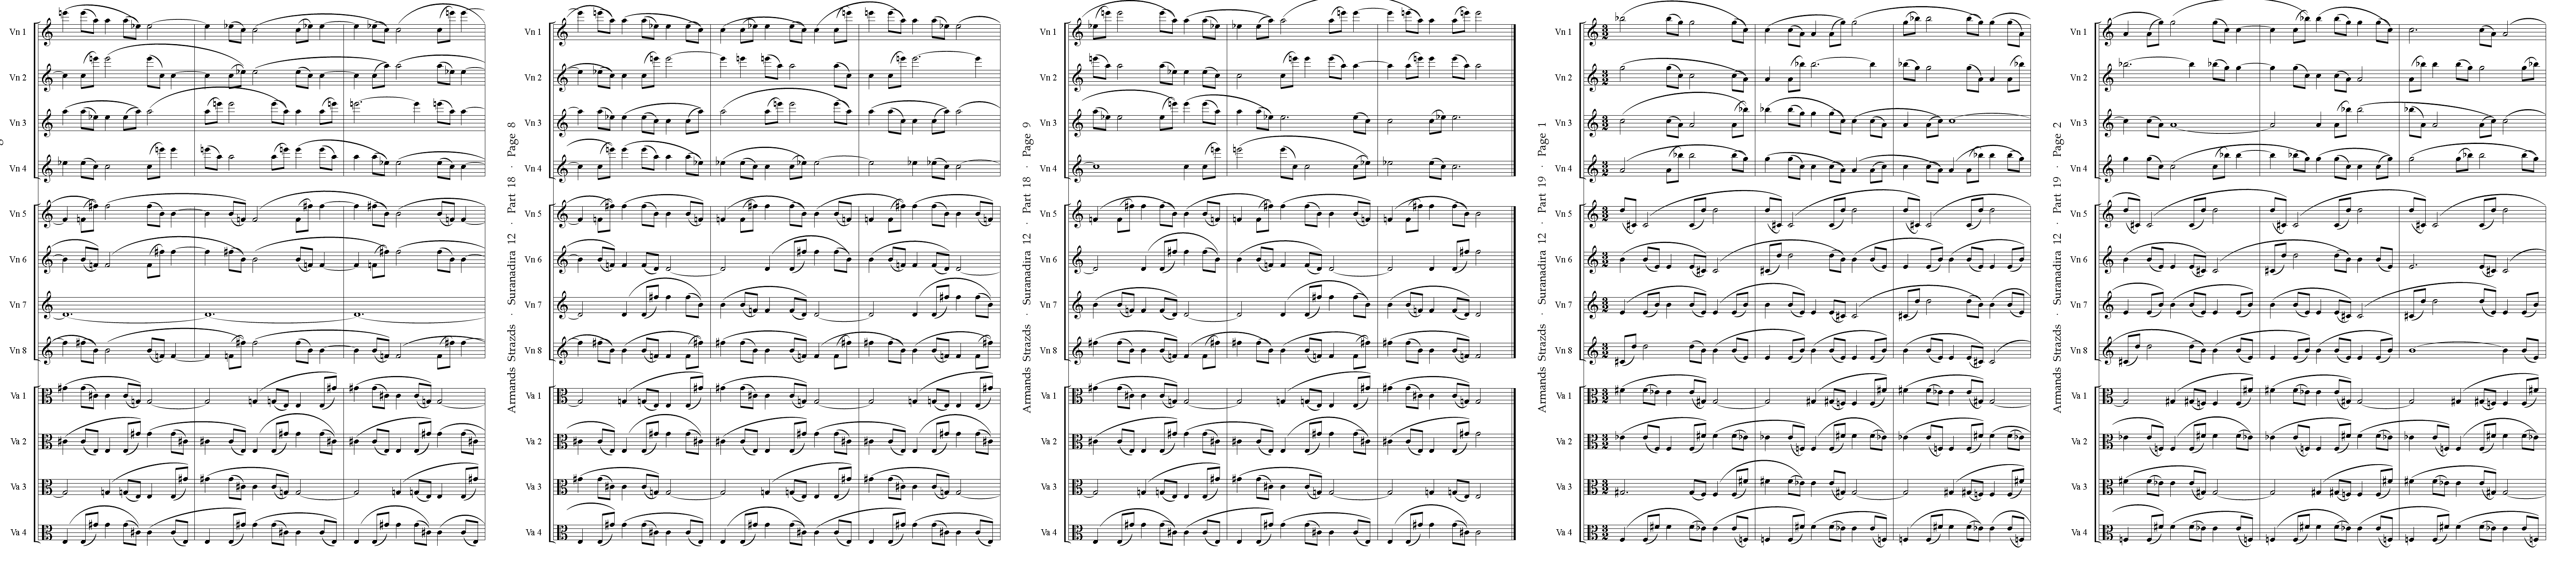 Vn 1
Vn 2
Vn 3
Vn 4
Vn 5
Vn 6
Vn 7
Vn 8
Va 1
Va 2
Va 3
Va 4
Armands Strazds · Suranadira 12 · Part 18 · Page 8
Vn 1
Vn 2
Vn 3
Vn 4
Vn 5
Vn 6
Vn 7
Vn 8
Va 1
Va 2
Va 3
Va 4
Armands Strazds · Suranadira 12 · Part 18 · Page 9
Vn 1
Vn 2
Vn 3
Vn 4
Vn 5
Vn 6
Vn 7
Vn 8
Va 1
Va 2
Va 3
Va 4
Armands Strazds · Suranadira 12 · Part 19 · Page 1
Vn 1
Vn 2
Vn 3
Vn 4
Vn 5
Vn 6
Vn 7
Vn 8
Va 1
Va 2
Va 3
Va 4
Armands Strazds · Suranadira 12 · Part 19 · Page 2
Vn 1
Vn 2
Vn 3
Vn 4
Vn 5
Vn 6
Vn 7
Vn 8
Va 1
Va 2
Va 3
Va 4